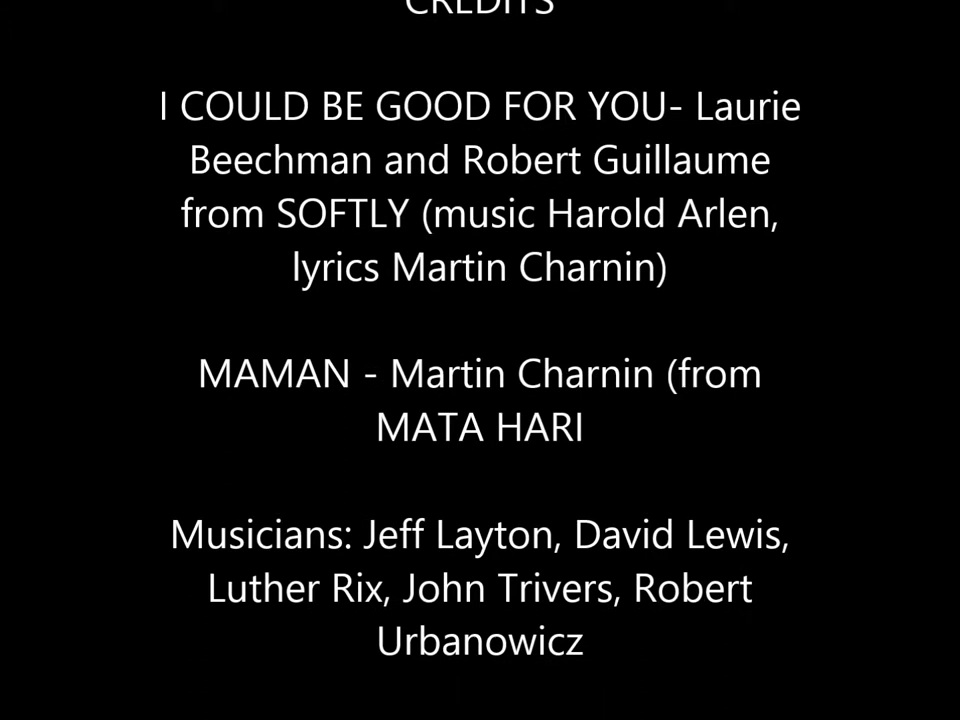 CREDITS
I COULD BE GOOD FOR YOU- Laurie
Beechman and Robert Guillaume
from SOFTLY (music Harold Arlen,
lyrics Martin Charnin)
MAMAN - Martin Charnin (from
MATA HARI
Musicians: Jeff Layton, David Lewis,
Luther Rix, John Trivers, Robert
Urbanowicz